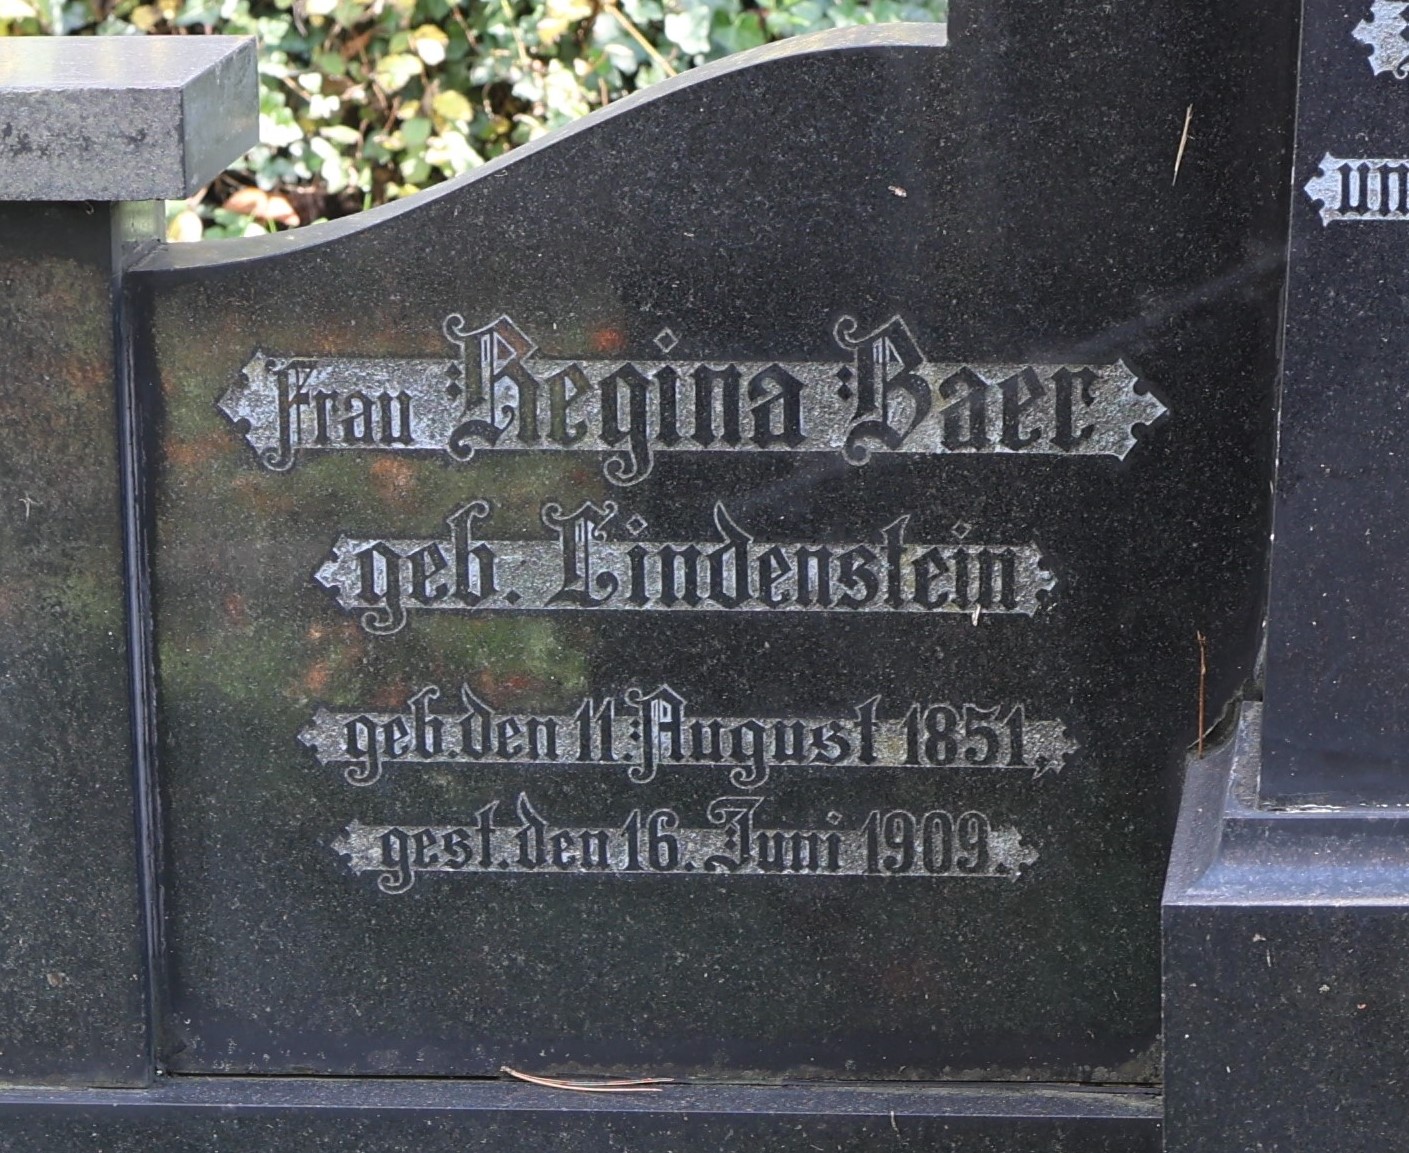 Frau Regina Baer
geb. Lindenstein
geb. den 11. August 1851,
gest. den 16. Juni 1909.